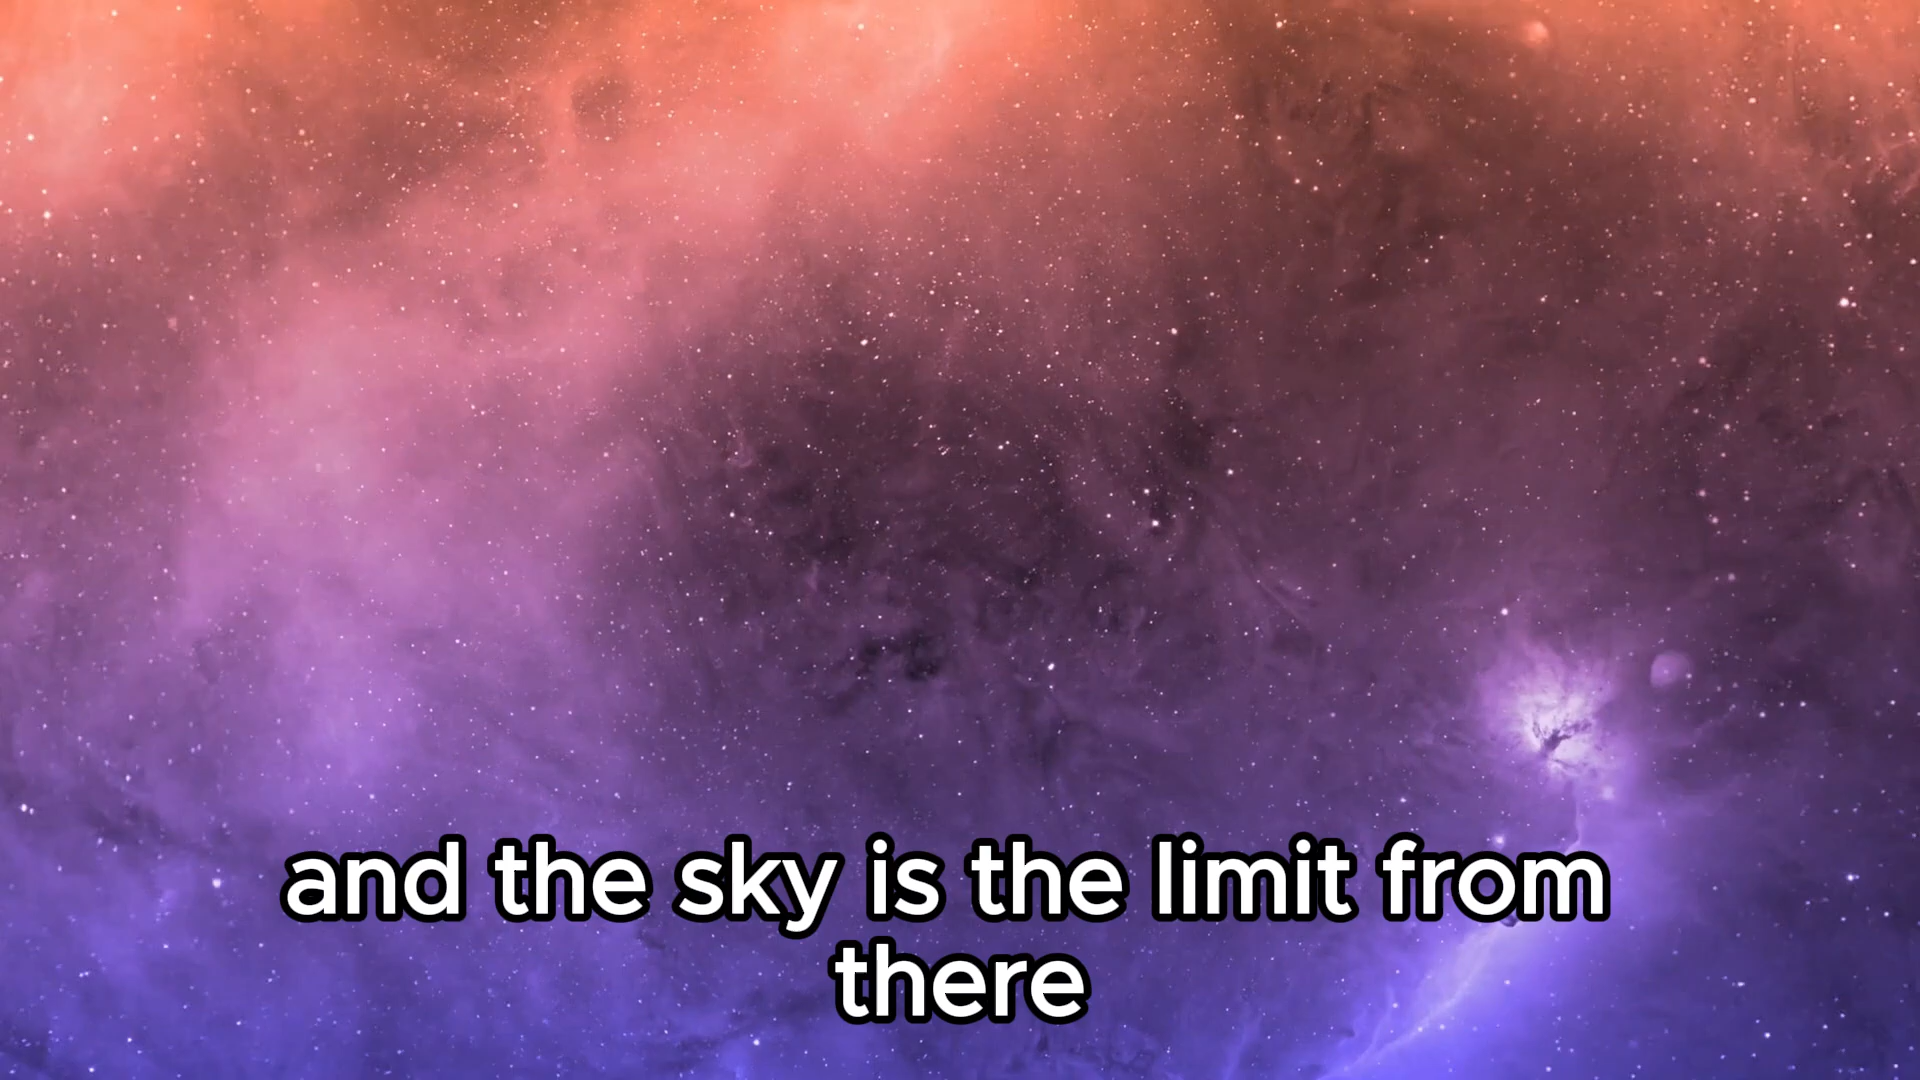 and the sky is the limit from
there